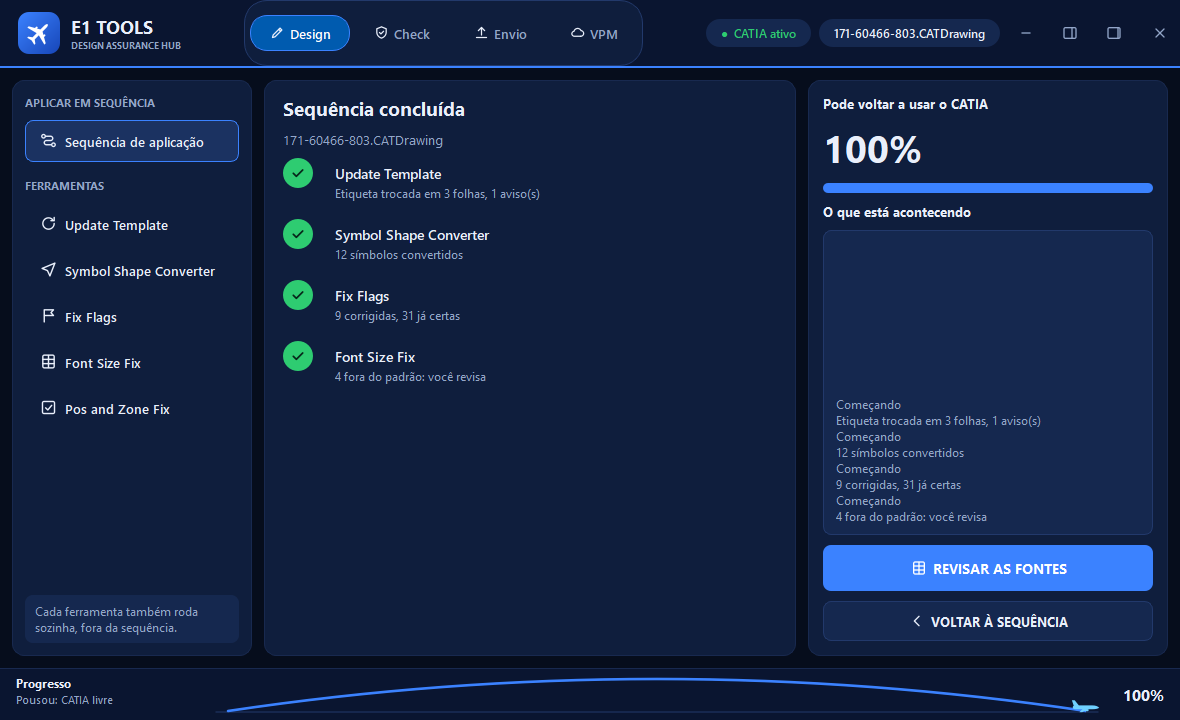 E1 TOOLS
DESIGN ASSURANCE HUB
Design
Check
Envio
VPM
CATIA ativo
171-60466-803.CATDrawing
APLICAR EM SEQUÊNCIA
Sequência de aplicação
FERRAMENTAS
Update Template
Symbol Shape Converter
Fix Flags
Font Size Fix
Pos and Zone Fix
Cada ferramenta também roda
sozinha, fora da sequência.
Sequência concluída
171-60466-803.CATDrawing
Update Template
Etiqueta trocada em 3 folhas, 1 aviso(s)
Symbol Shape Converter
12 símbolos convertidos
Fix Flags
9 corrigidas, 31 já certas
Font Size Fix
4 fora do padrão: você revisa
Pode voltar a usar o CATIA
100%
O que está acontecendo
Começando
Etiqueta trocada em 3 folhas, 1 aviso(s)
Começando
12 símbolos convertidos
Começando
9 corrigidas, 31 já certas
Começando
4 fora do padrão: você revisa
REVISAR AS FONTES
VOLTAR À SEQUÊNCIA
Progresso
Pousou: CATIA livre
100%